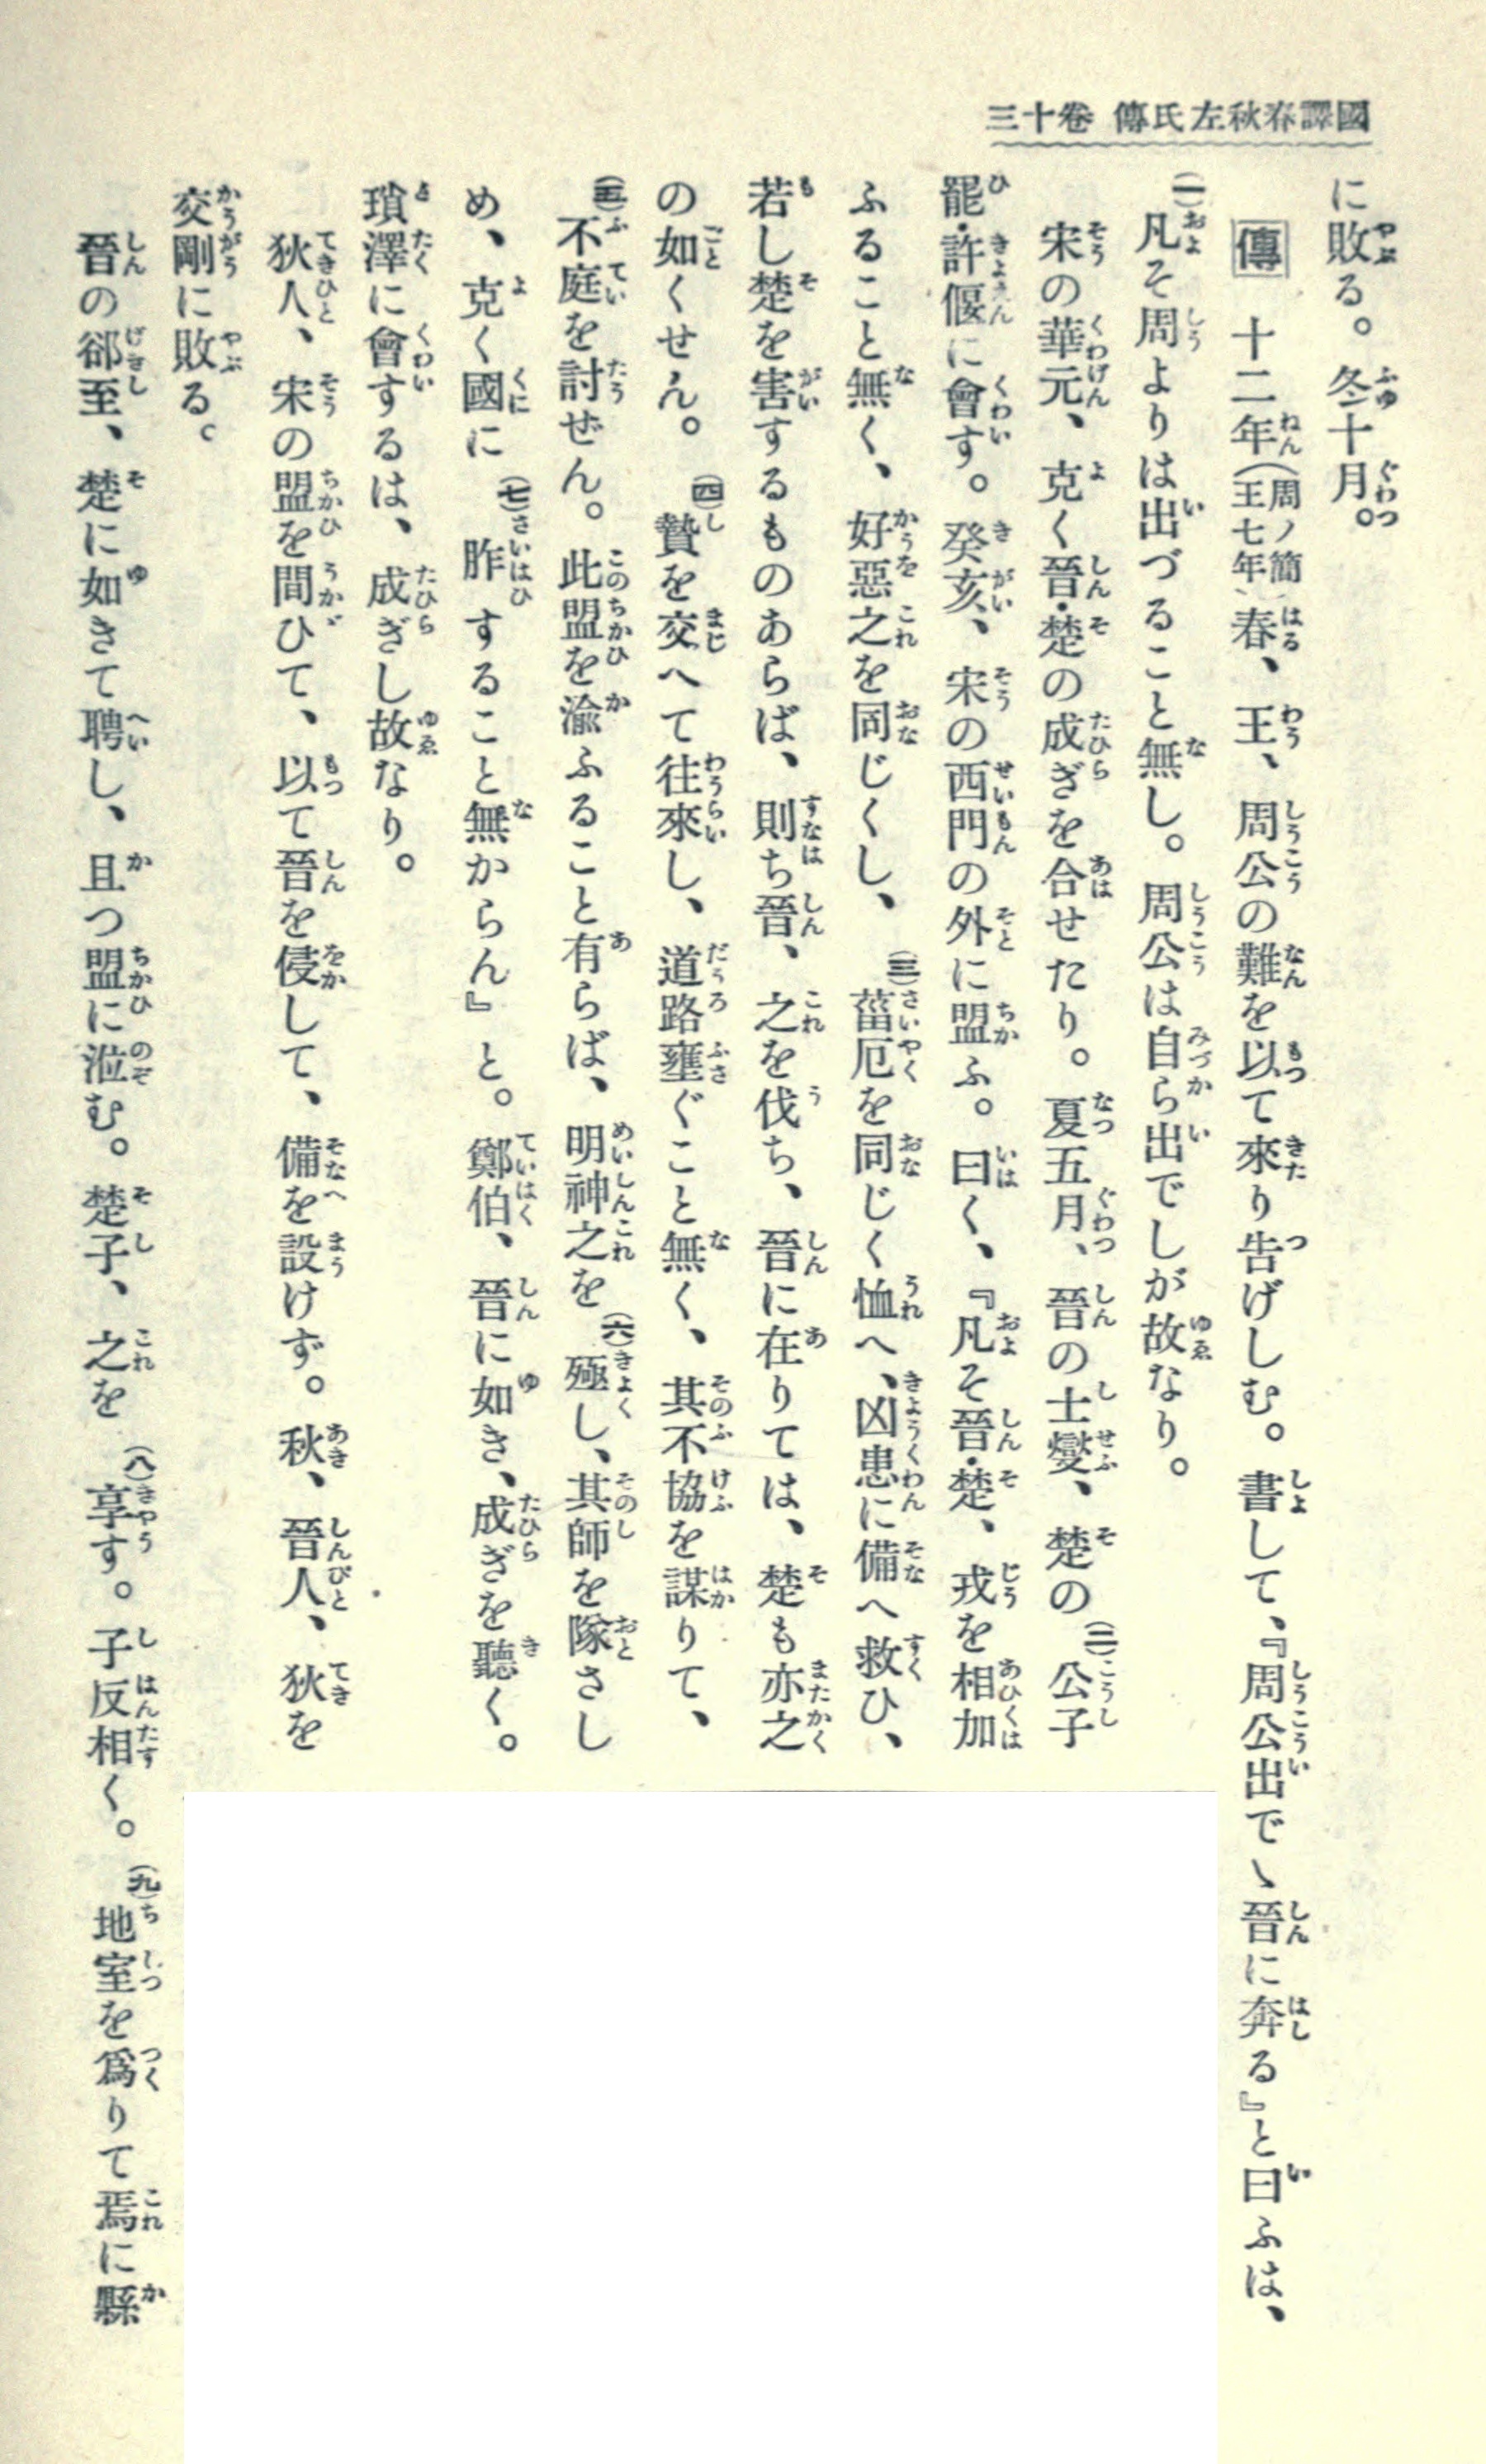 國譯春秋左氏傳 卷十三
に敗る。冬十月。
傳 十二年(周ノ簡王七年)春、王、周公の難を以て來り告げしむ。書して、『周公出でゝ晉に奔る』と曰ふは、
(一)凡そ周よりは出づること無し。周公は自ら出でしが故なり。
宋の華元、克く晉・楚の成ぎを合せたり。夏五月、晉の士燮、楚の(二)公子
罷・許偃に會す。癸亥、宋の西門の外に盟ふ。曰く、『凡そ晉・楚、戎を相加
ふること無く、好惡之を同じくし、(三)菑厄を同じく恤へ、凶患に備へ救ひ、
若し楚を害するものあらば、則ち晉、之を伐ち、晉に在りては、楚も亦之
の如くせん。(四)贄を交へて往來し、道路壅ぐこと無く、其不協を謀りて、
(五)不庭を討ぜん。此盟を渝ふること有らば、明神之を(六)殛し、其師を隊さし
め、克く國に(七)胙すること無からん』と。鄭伯、晉に如き、成ぎを聽く。
瑣澤に會するは、成ぎし故なり。
狄人、宋の盟を間ひて、以て晉を侵して、備を設けず。秋、晉人、狄を
交剛に敗る。
晉の郤至、楚に如きて聘し、且つ盟に涖む。楚子、之を(八)享す。子反相く。(九)地室を爲りて焉に縣